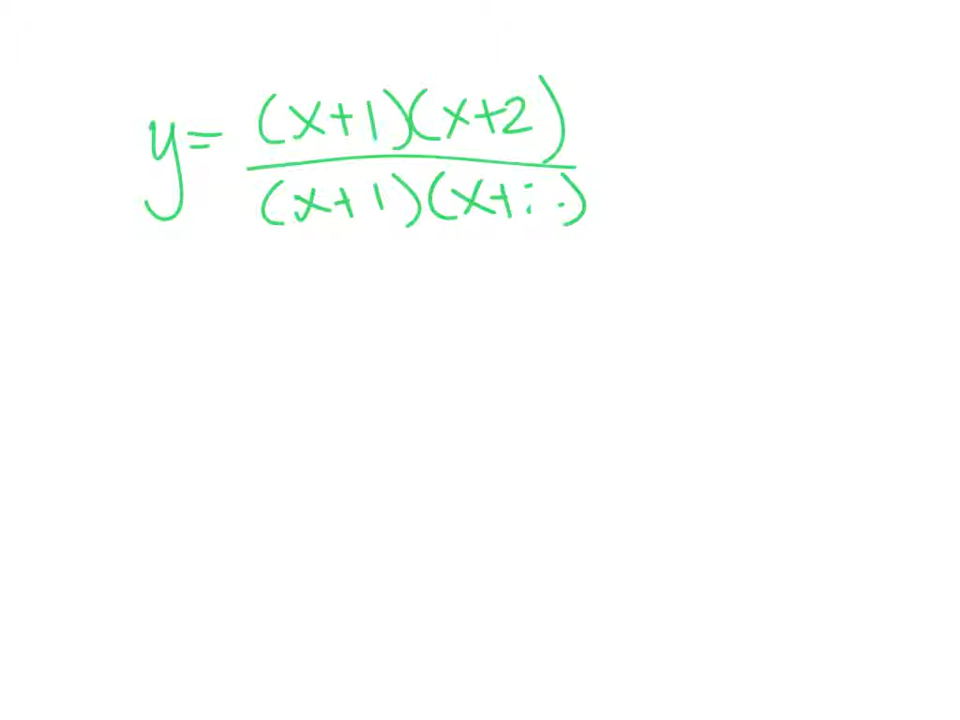 y = (x+1)(x+2)
(x+1)(x+